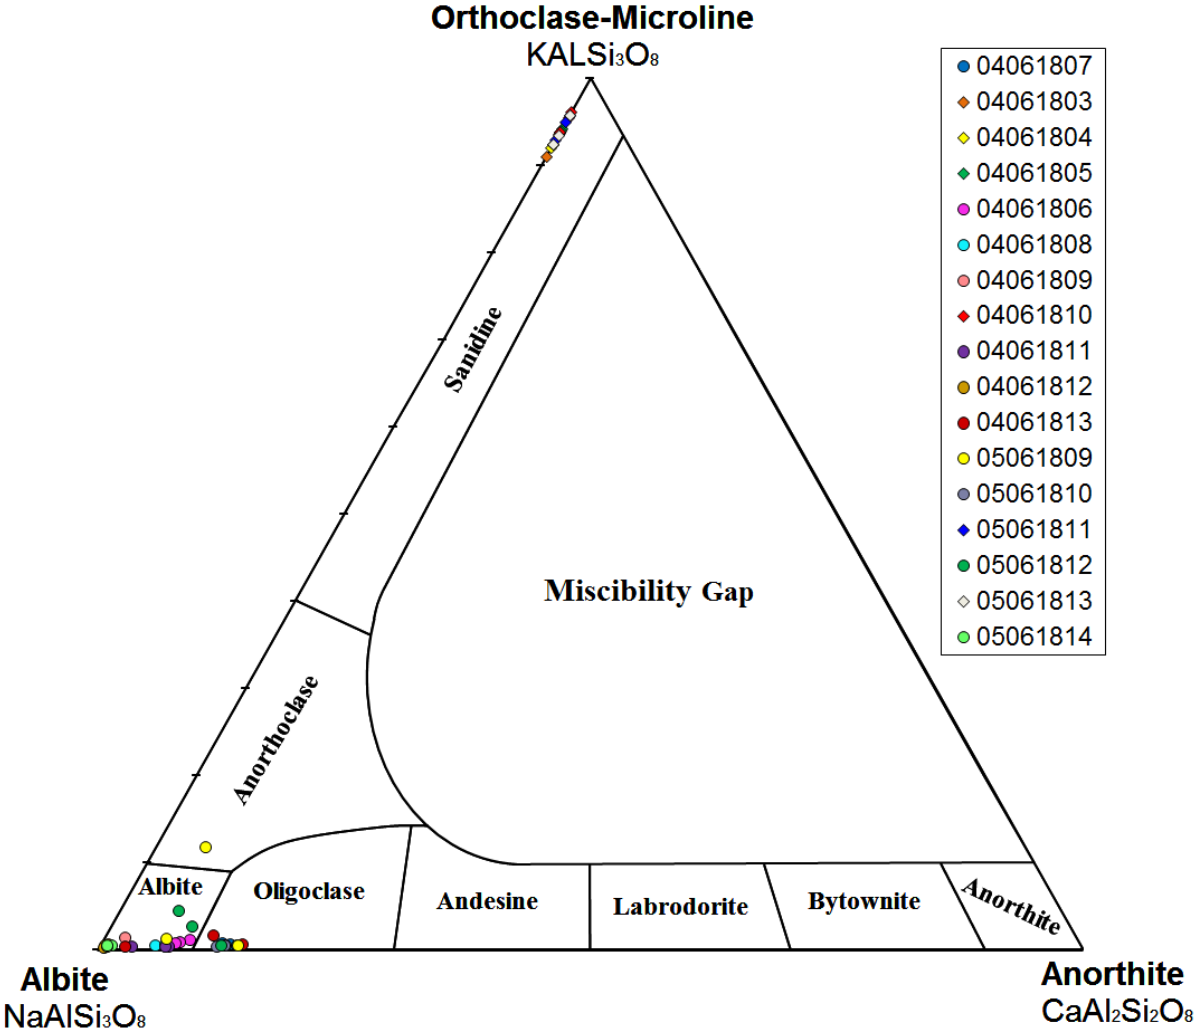 Orthoclase-Microline
KALSi₃O₈
04061807
04061803
04061804
04061805
04061806
04061808
04061809
04061810
04061811
04061812
04061813
05061809
05061810
05061811
05061812
05061813
05061814
Sanidine
Miscibility Gap
Anorthoclase
Albite
Oligoclase
Andesine
Labrodorite
Bytownite
Anorthite
Albite
NaAlSi₃O₈
Anorthite
CaAl₂Si₂O₈